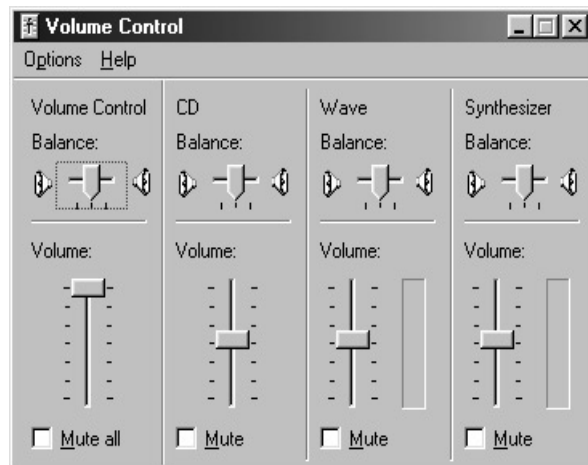 Volume Control
Options Help
Volume Control CD Wave Synthesizer
Balance: Balance: Balance: Balance:
Volume: Volume: Volume: Volume:
Mute all Mute Mute Mute